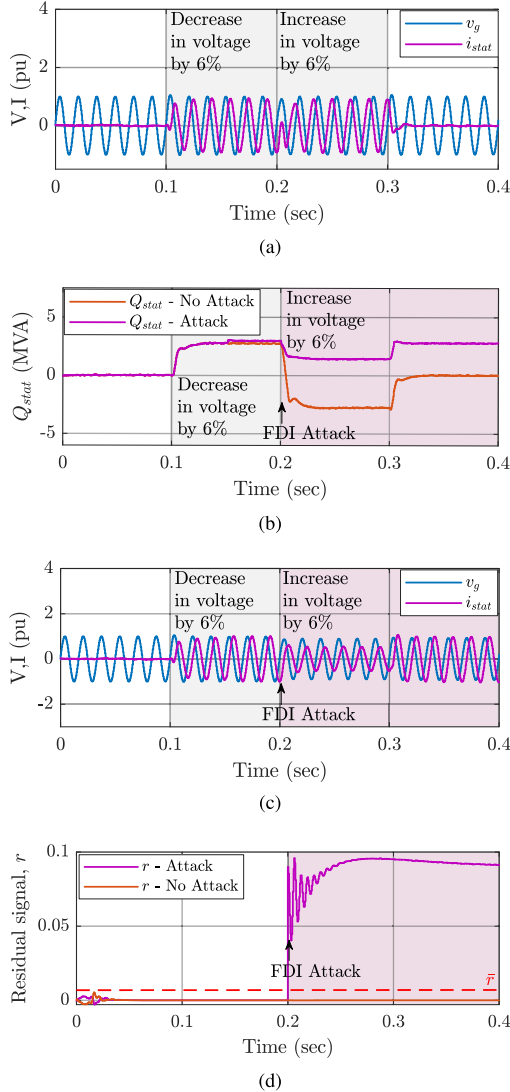 4
2
0
V,I (pu)
Decrease
in voltage
by 6%
Increase
in voltage
by 6%
v_g
i_stat
0 0.1 0.2 0.3 0.4
Time (sec)
(a)
5
0
-5
Q_stat (MVA)
Q_stat - No Attack
Q_stat - Attack
Increase
in voltage
by 6%
Decrease
in voltage
by 6%
FDI Attack
0 0.1 0.2 0.3 0.4
Time (sec)
(b)
4
2
0
-2
V,I (pu)
Decrease
in voltage
by 6%
Increase
in voltage
by 6%
v_g
i_stat
FDI Attack
0 0.1 0.2 0.3 0.4
Time (sec)
(c)
0.1
0.05
0
Residual signal, r
r - Attack
r - No Attack
FDI Attack
r̄
0 0.1 0.2 0.3 0.4
Time (sec)
(d)